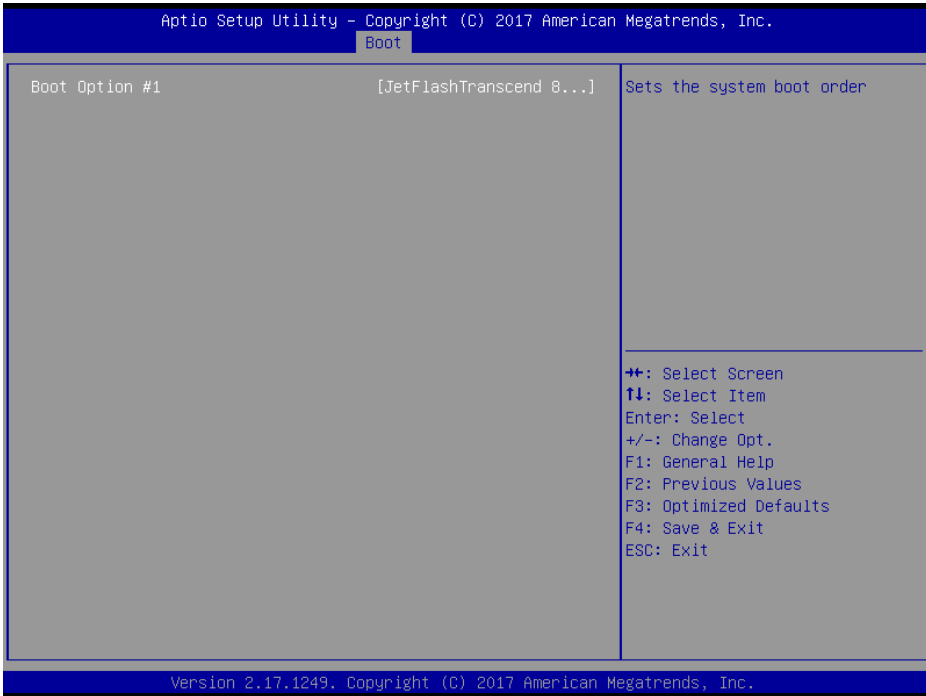 Aptio Setup Utility – Copyright (C) 2017 American Megatrends, Inc.
Boot
Boot Option #1 [JetFlashTranscend 8...]
Sets the system boot order
→←: Select Screen
↑↓: Select Item
Enter: Select
+/-: Change Opt.
F1: General Help
F2: Previous Values
F3: Optimized Defaults
F4: Save & Exit
ESC: Exit
Version 2.17.1249. Copyright (C) 2017 American Megatrends, Inc.